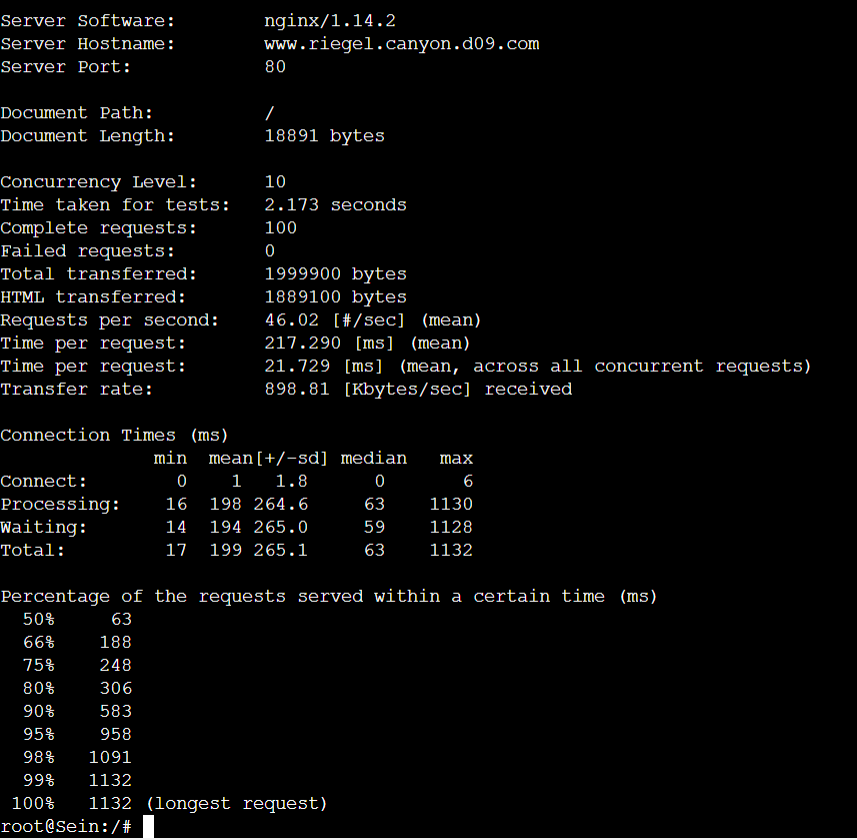 Server Software:        nginx/1.14.2
Server Hostname:        www.riegel.canyon.d09.com
Server Port:            80

Document Path:          /
Document Length:        18891 bytes

Concurrency Level:      10
Time taken for tests:   2.173 seconds
Complete requests:      100
Failed requests:        0
Total transferred:      1999900 bytes
HTML transferred:       1889100 bytes
Requests per second:    46.02 [#/sec] (mean)
Time per request:       217.290 [ms] (mean)
Time per request:       21.729 [ms] (mean, across all concurrent requests)
Transfer rate:          898.81 [Kbytes/sec] received

Connection Times (ms)
              min  mean[+/-sd] median   max
Connect:        0    1   1.8      0       6
Processing:    16  198 264.6     63    1130
Waiting:       14  194 265.0     59    1128
Total:         17  199 265.1     63    1132

Percentage of the requests served within a certain time (ms)
  50%     63
  66%    188
  75%    248
  80%    306
  90%    583
  95%    958
  98%   1091
  99%   1132
 100%   1132 (longest request)
root@Sein:/#